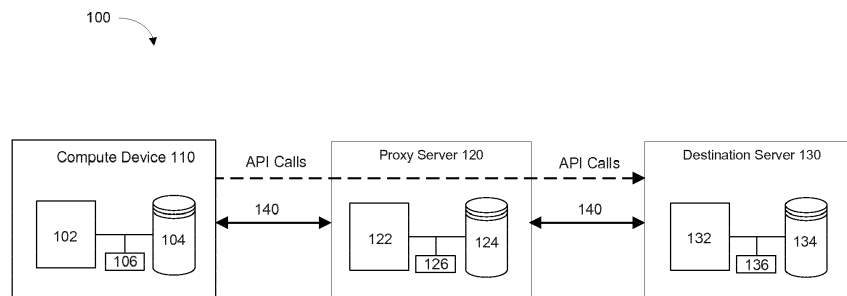 100
Compute Device 110
API Calls
Proxy Server 120
API Calls
Destination Server 130
140
140
102
104
106
122
124
126
132
134
136